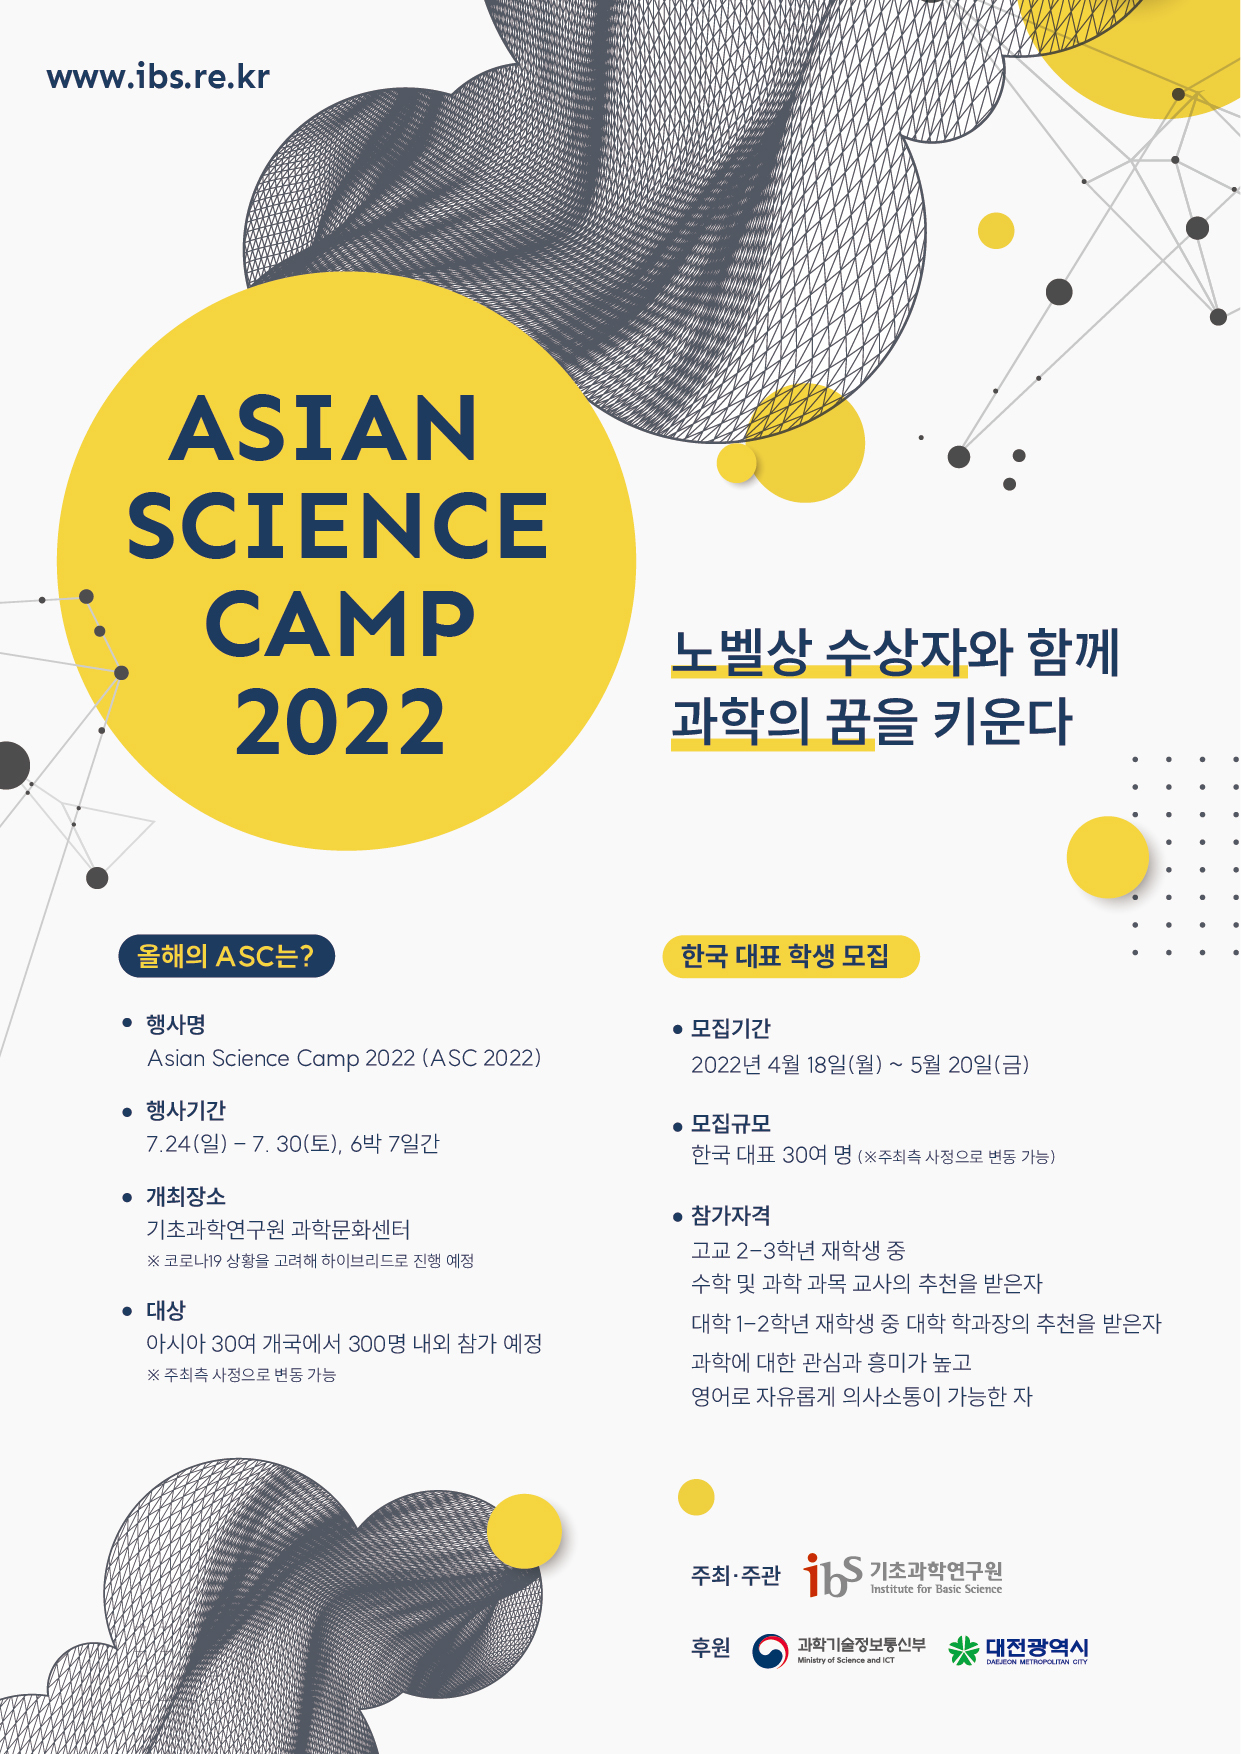 www.ibs.re.kr
ASIAN
SCIENCE
CAMP
2022
노벨상 수상자와 함께
과학의 꿈을 키운다
올해의 ASC는?
• 행사명
Asian Science Camp 2022 (ASC 2022)
• 행사기간
7.24(일) – 7. 30(토), 6박 7일간
• 개최장소
기초과학연구원 과학문화센터
※ 코로나19 상황을 고려해 하이브리드로 진행 예정
• 대상
아시아 30여 개국에서 300명 내외 참가 예정
※ 주최측 사정으로 변동 가능
한국 대표 학생 모집
• 모집기간
2022년 4월 18일(월) ~ 5월 20일(금)
• 모집규모
한국 대표 30여 명 (※주최측 사정으로 변동 가능)
• 참가자격
고교 2–3학년 재학생 중
수학 및 과학 과목 교사의 추천을 받은자
대학 1–2학년 재학생 중 대학 학과장의 추천을 받은자
과학에 대한 관심과 흥미가 높고
영어로 자유롭게 의사소통이 가능한 자
주최·주관
ibS 기초과학연구원
Institute for Basic Science
후원
과학기술정보통신부
Ministry of Science and ICT
대전광역시
DAEJEON METROPOLITAN CITY